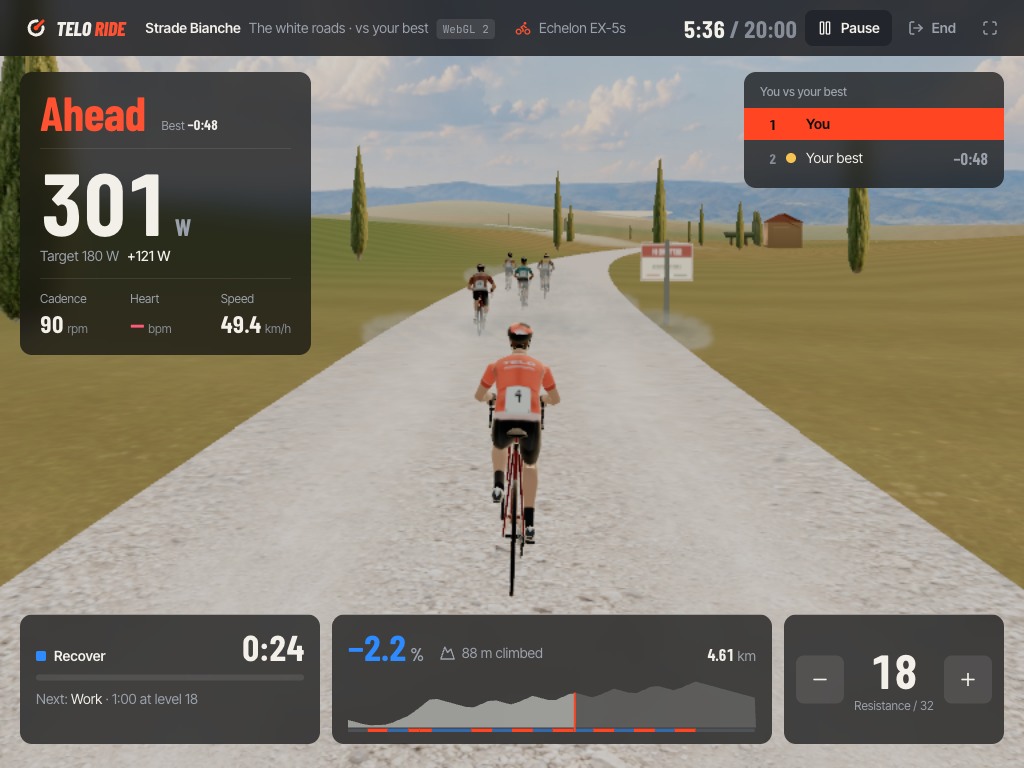 TELO RIDE Strade Bianche The white roads · vs your best WebGL 2 Echelon EX-5s 5:36 / 20:00 Pause End
Ahead Best −0:48
301 W
Target 180 W +121 W
Cadence Heart Speed
90 rpm – bpm 49.4 km/h
You vs your best
1 You
2 Your best −0:48
TELO
4
Recover 0:24
Next: Work · 1:00 at level 18
−2.2 % 88 m climbed 4.61 km
− 18 +
Resistance / 32